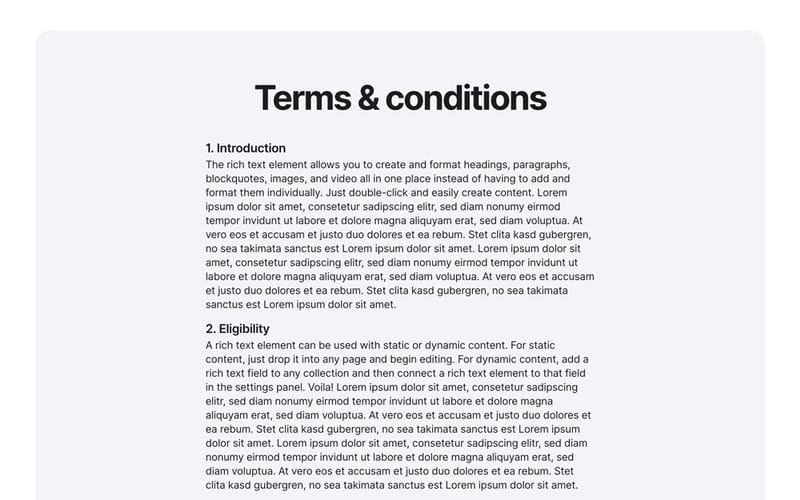 Terms & conditions
1. Introduction
The rich text element allows you to create and format headings, paragraphs,
blockquotes, images, and video all in one place instead of having to add and
format them individually. Just double-click and easily create content. Lorem
ipsum dolor sit amet, consetetur sadipscing elitr, sed diam nonumy eirmod
tempor invidunt ut labore et dolore magna aliquyam erat, sed diam voluptua. At
vero eos et accusam et justo duo dolores et ea rebum. Stet clita kasd gubergren,
no sea takimata sanctus est Lorem ipsum dolor sit amet. Lorem ipsum dolor sit
amet, consetetur sadipscing elitr, sed diam nonumy eirmod tempor invidunt ut
labore et dolore magna aliquyam erat, sed diam voluptua. At vero eos et accusam
et justo duo dolores et ea rebum. Stet clita kasd gubergren, no sea takimata
sanctus est Lorem ipsum dolor sit amet.
2. Eligibility
A rich text element can be used with static or dynamic content. For static
content, just drop it into any page and begin editing. For dynamic content, add a
rich text field to any collection and then connect a rich text element to that field
in the settings panel. Voila! Lorem ipsum dolor sit amet, consetetur sadipscing
elitr, sed diam nonumy eirmod tempor invidunt ut labore et dolore magna
aliquyam erat, sed diam voluptua. At vero eos et accusam et justo duo dolores et
ea rebum. Stet clita kasd gubergren, no sea takimata sanctus est Lorem ipsum
dolor sit amet. Lorem ipsum dolor sit amet, consetetur sadipscing elitr, sed diam
nonumy eirmod tempor invidunt ut labore et dolore magna aliquyam erat, sed
diam voluptua. At vero eos et accusam et justo duo dolores et ea rebum. Stet
clita kasd gubergren, no sea takimata sanctus est Lorem ipsum dolor sit amet.